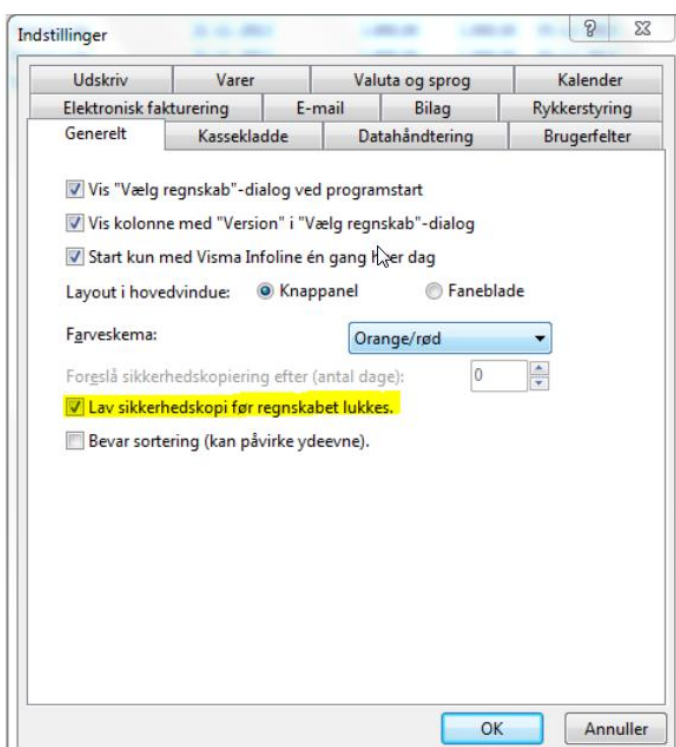 Indstillinger
Udskriv Varer Valuta og sprog Kalender
Elektronisk fakturering E-mail Bilag Rykkerstyring
Generelt Kassekladde Datahåndtering Brugerfelter
Vis "Vælg regnskab"-dialog ved programstart
Vis kolonne med "Version" i "Vælg regnskab"-dialog
Start kun med Visma Infoline én gang hver dag
Layout i hovedvindue: Knappanel Faneblade
Farveskema: Orange/rød
Foreslå sikkerhedskopiering efter (antal dage): 0
Lav sikkerhedskopi før regnskabet lukkes.
Bevar sortering (kan påvirke ydeevne).
OK Annuller